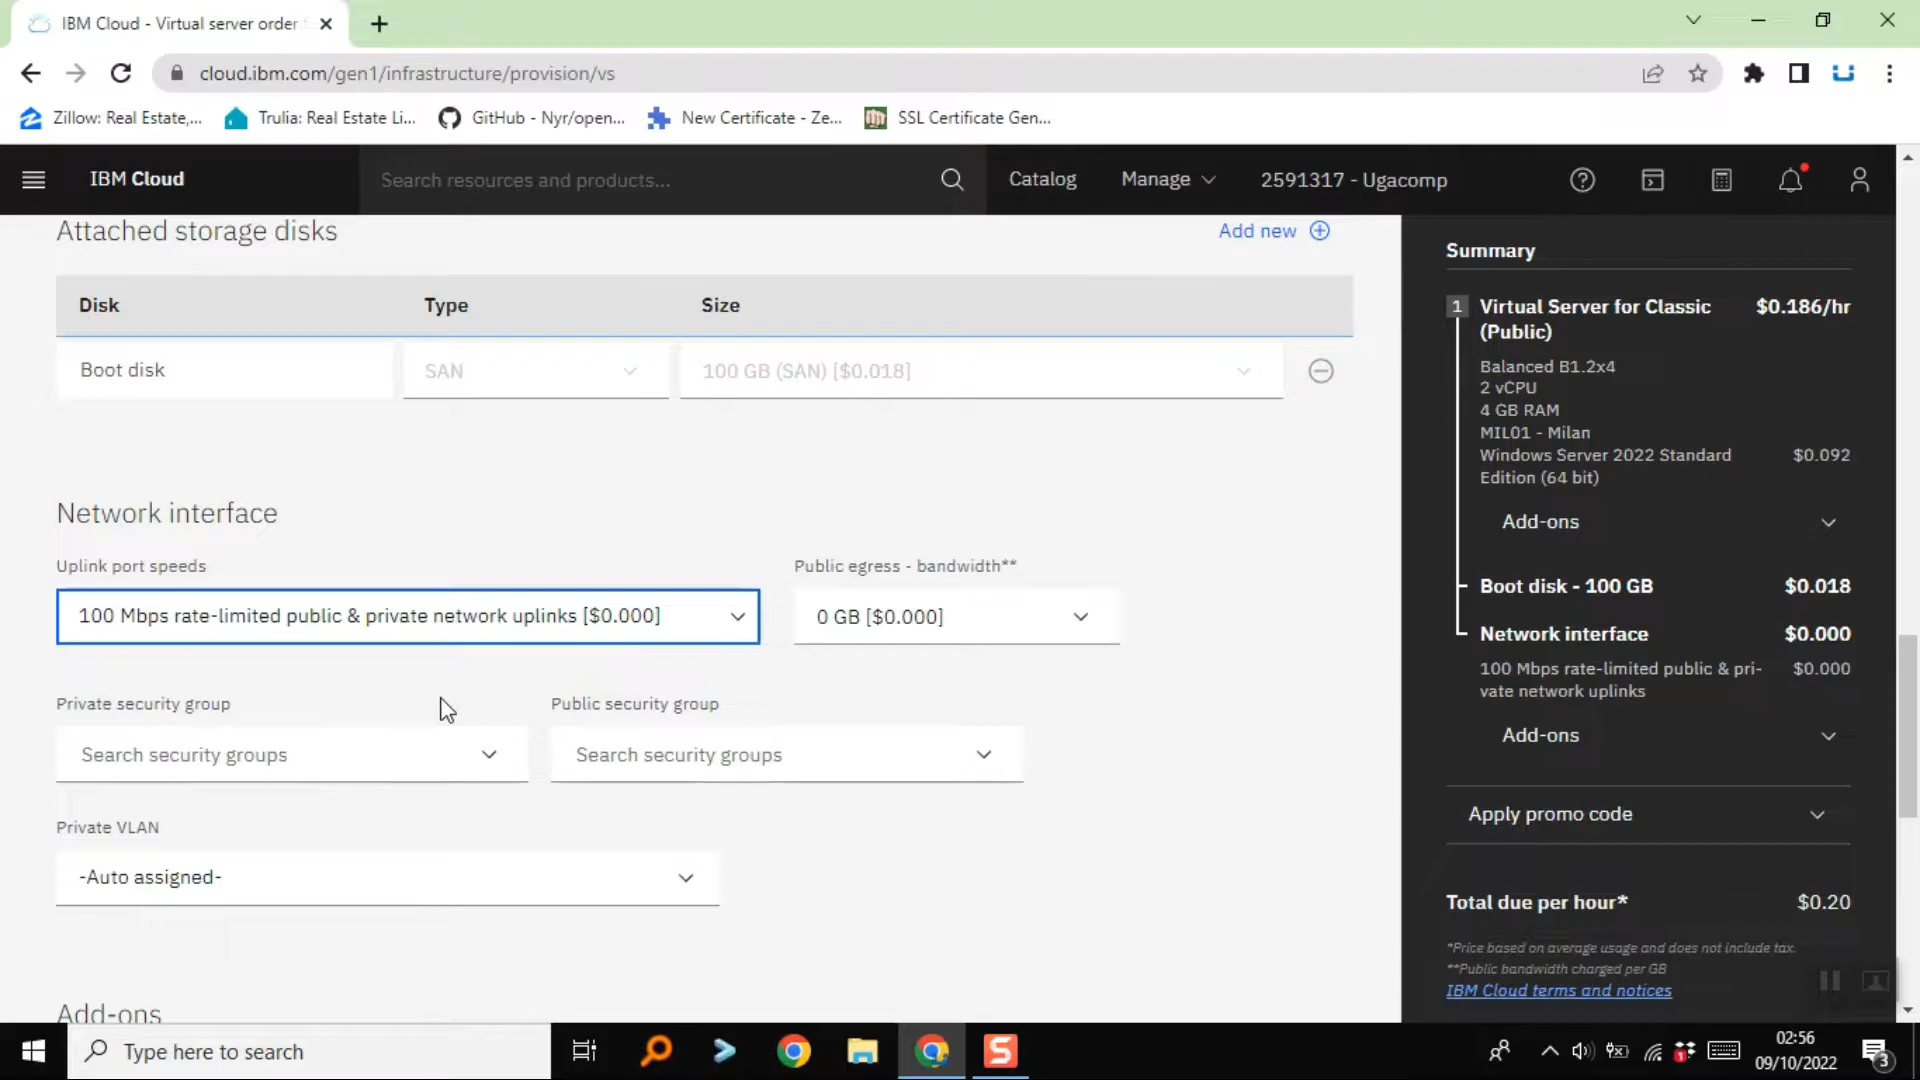 IBM Cloud - Virtual server order
cloud.ibm.com/gen1/infrastructure/provision/vs
Zillow: Real Estate,...
Trulia: Real Estate Li...
GitHub - Nyr/open...
New Certificate - Ze...
SSL Certificate Gen...
IBM Cloud
Search resources and products...
Catalog
Manage
2591317 - Ugacomp
Attached storage disks
Add new
Disk Type Size
Boot disk SAN 100 GB (SAN) [$0.018]
Network interface
Uplink port speeds
Public egress - bandwidth**
100 Mbps rate-limited public & private network uplinks [$0.000]
0 GB [$0.000]
Private security group
Public security group
Search security groups
Search security groups
Private VLAN
-Auto assigned-
Add-ons
Summary
1 Virtual Server for Classic $0.186/hr
(Public)
Balanced B1.2x4
2 vCPU
4 GB RAM
MIL01 - Milan
Windows Server 2022 Standard $0.092
Edition (64 bit)
Add-ons
Boot disk - 100 GB $0.018
Network interface $0.000
100 Mbps rate-limited public & pri- $0.000
vate network uplinks
Add-ons
Apply promo code
Total due per hour* $0.20
*Price based on average usage and does not include tax.
**Public bandwidth charged per GB
IBM Cloud terms and notices
Type here to search
02:56
09/10/2022
3